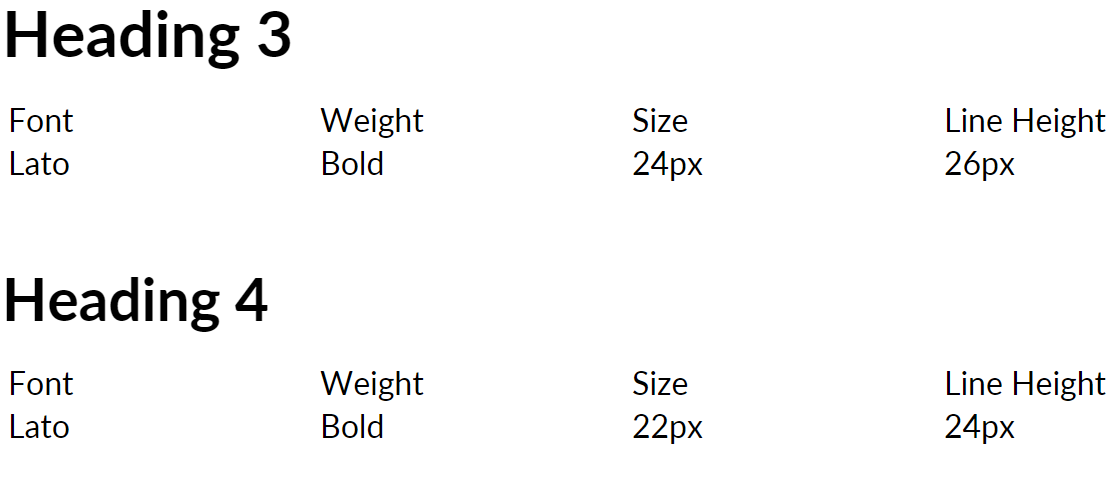 Heading 3
Font Weight Size Line Height
Lato Bold 24px 26px
Heading 4
Font Weight Size Line Height
Lato Bold 22px 24px